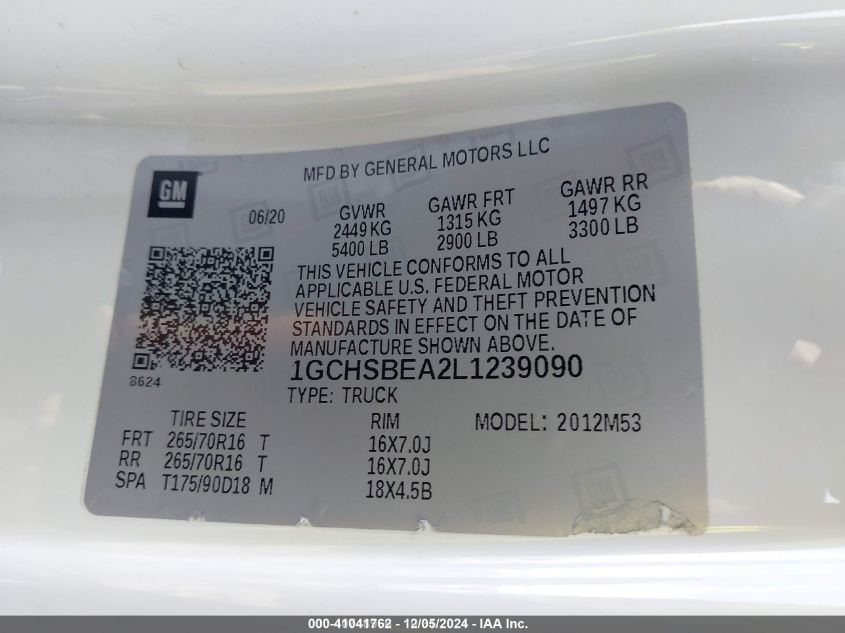 MFD BY GENERAL MOTORS LLC
GM
06/20
GVWR GAWR FRT GAWR RR
2449 KG 1315 KG 1497 KG
5400 LB 2900 LB 3300 LB
THIS VEHICLE CONFORMS TO ALL
APPLICABLE U.S. FEDERAL MOTOR
VEHICLE SAFETY AND THEFT PREVENTION
STANDARDS IN EFFECT ON THE DATE OF
MANUFACTURE SHOWN ABOVE.
8624
1GCHSBEA2L1239090
TYPE: TRUCK
TIRE SIZE RIM MODEL: 2012M53
FRT 265/70R16 T 16X7.0J
RR 265/70R16 T 16X7.0J
SPA T175/90D18 M 18X4.5B
000-41041762 - 12/05/2024 - IAA Inc.